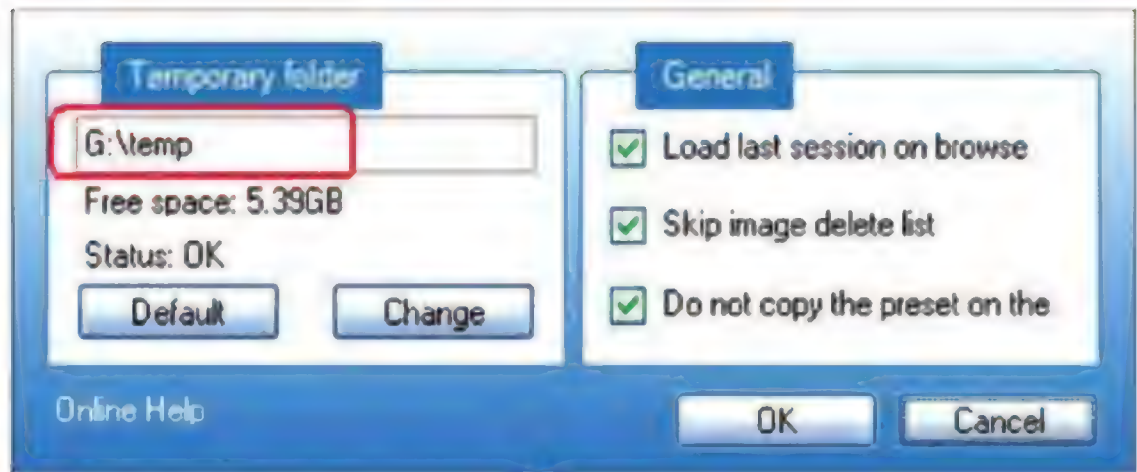 Temporary folder
G:\temp
Free space: 5.39GB
Status: OK
Default
Change
General
Load last session on browse
Skip image delete list
Do not copy the preset on the
Online Help
OK
Cancel